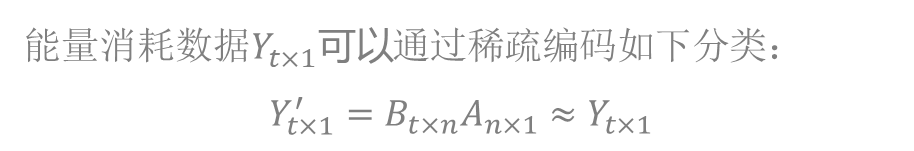 能量消耗数据Y_{t×1}可以通过稀疏编码如下分类：
Y'_{t×1} = B_{t×n}A_{n×1} ≈ Y_{t×1}